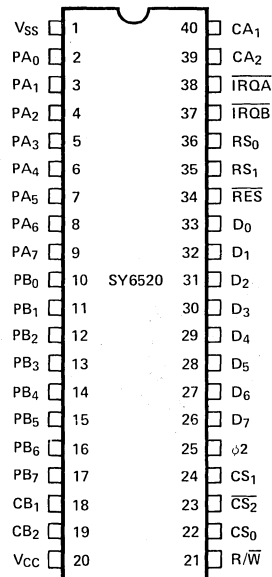 VSS 1 40 CA1
PA0 2 39 CA2
PA1 3 38 I̅R̅Q̅A̅
PA2 4 37 I̅R̅Q̅B̅
PA3 5 36 RS0
PA4 6 35 RS1
PA5 7 34 R̅E̅S̅
PA6 8 33 D0
PA7 9 32 D1
PB0 10 SY6520 31 D2
PB1 11 30 D3
PB2 12 29 D4
PB3 13 28 D5
PB4 14 27 D6
PB5 15 26 D7
PB6 16 25 ϕ2
PB7 17 24 CS1
CB1 18 23 C̅S̅2̅
CB2 19 22 CS0
VCC 20 21 R/W̅